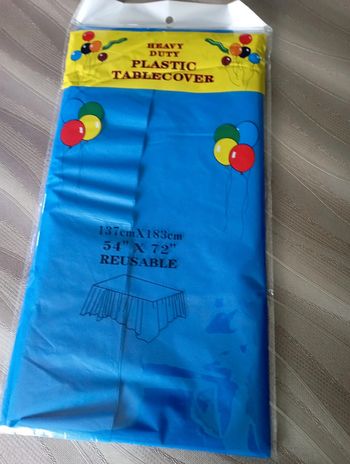 HEAVY
DUTY
PLASTIC
TABLECOVER
137cmX183cm
54" X 72"
REUSABLE